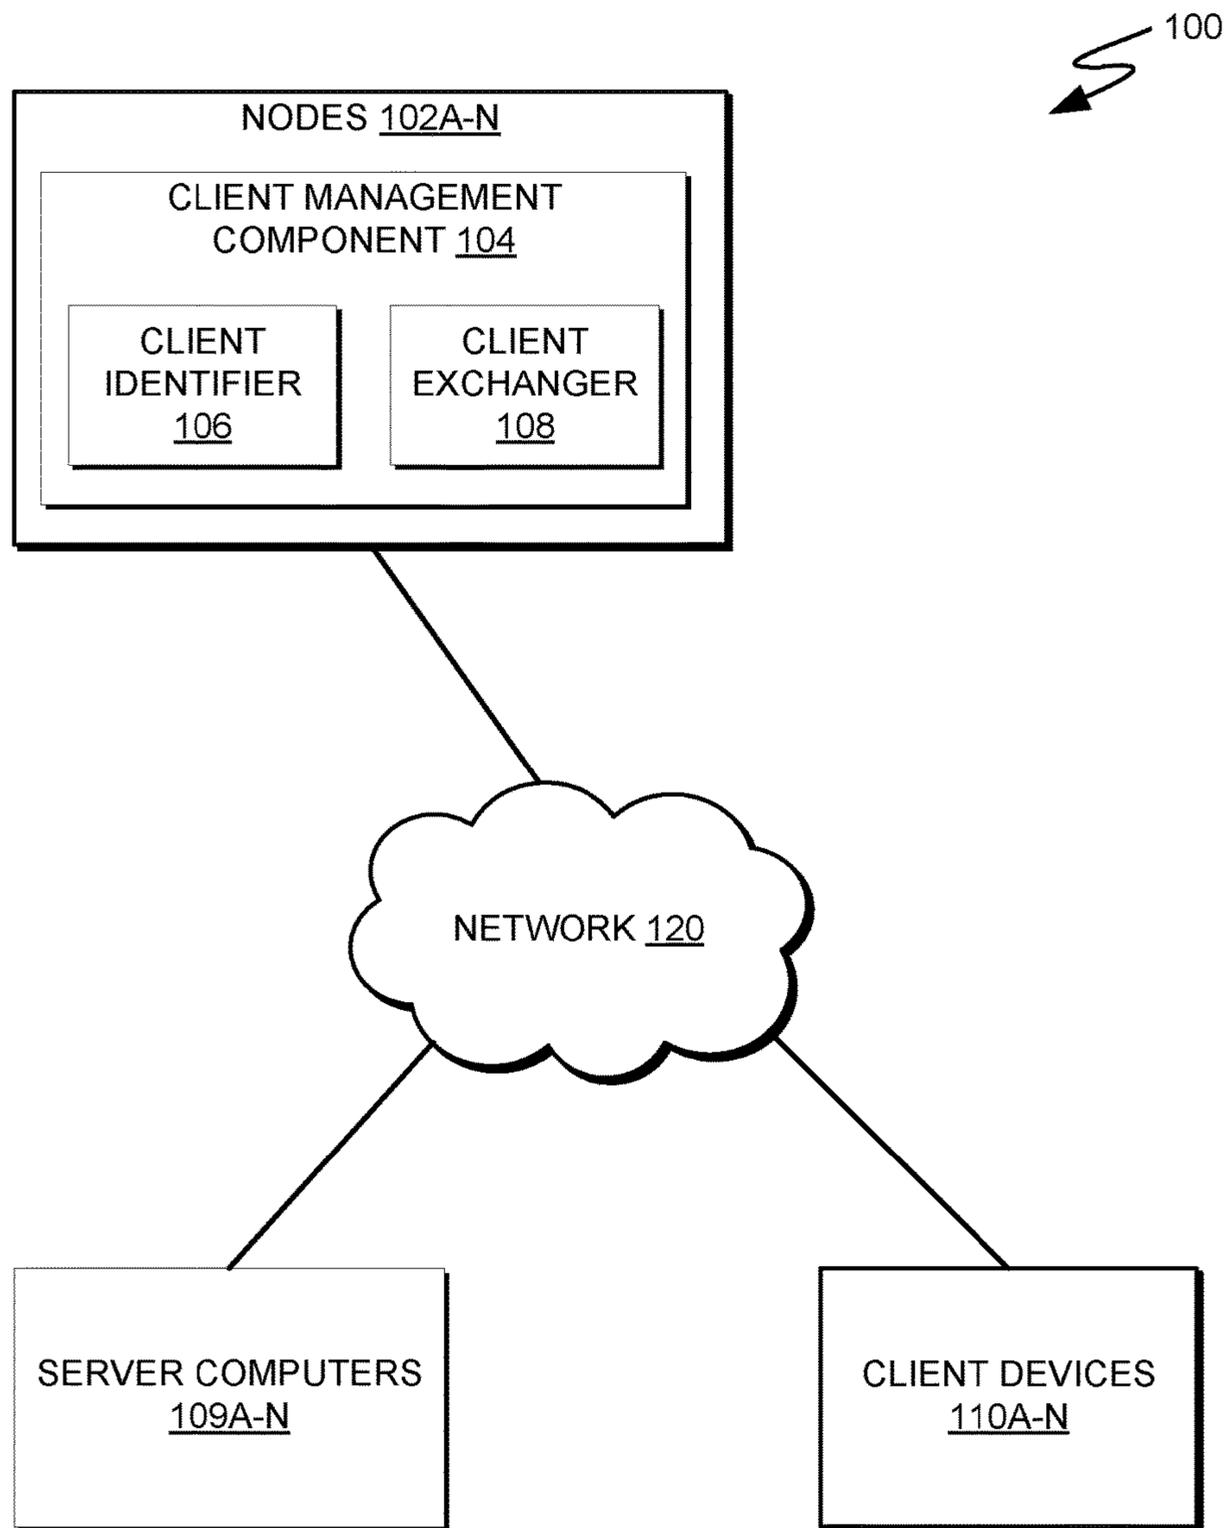 100
NODES 102A-N
CLIENT MANAGEMENT
COMPONENT 104
CLIENT
IDENTIFIER
106
CLIENT
EXCHANGER
108
NETWORK 120
SERVER COMPUTERS
109A-N
CLIENT DEVICES
110A-N